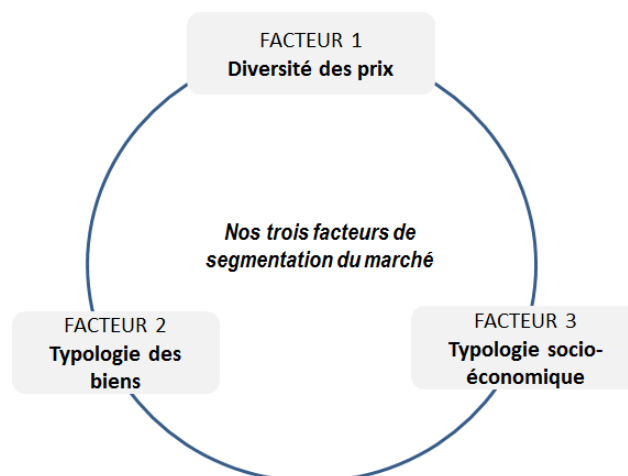 FACTEUR 1
Diversité des prix
Nos trois facteurs de
segmentation du marché
FACTEUR 2
Typologie des
biens
FACTEUR 3
Typologie socio-
économique